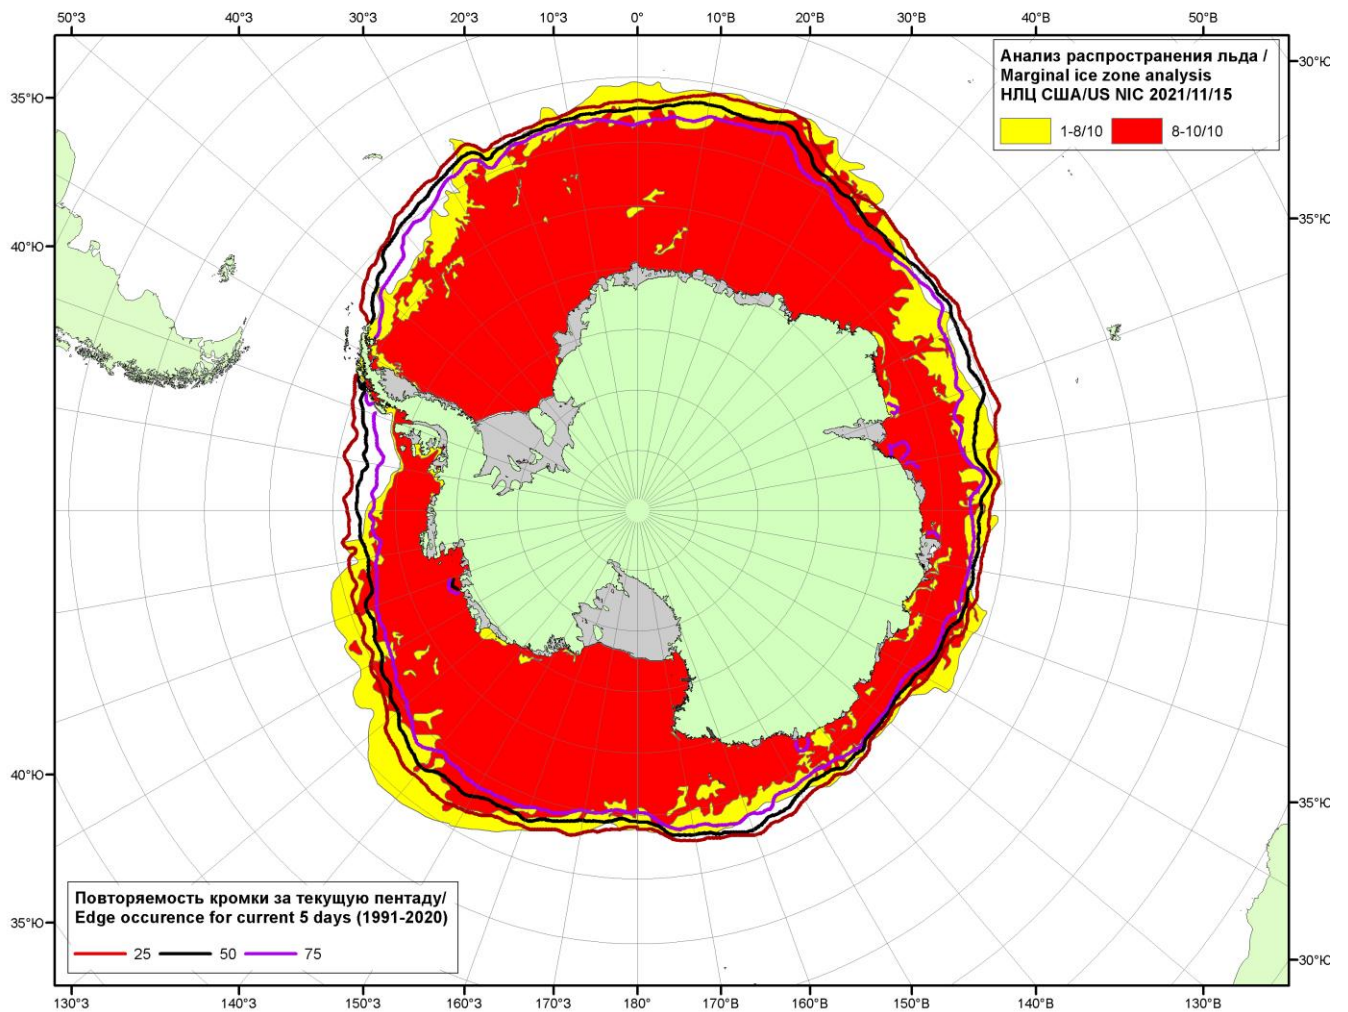 50°З 40°З 30°З 20°З 10°З 0° 10°В 20°В 30°В 40°В 50°В
Анализ распространения льда /
Marginal ice zone analysis
НЛЦ США/US NIC 2021/11/15
1-8/10 8-10/10
30°Ю
35°Ю
35°Ю
40°Ю
40°Ю
35°Ю
Повторяемость кромки за текущую пентаду/
Edge occurence for current 5 days (1991-2020)
25 50 75
35°Ю
30°Ю
130°З 140°З 150°З 160°З 170°З 180° 170°В 160°В 150°В 140°В 130°В